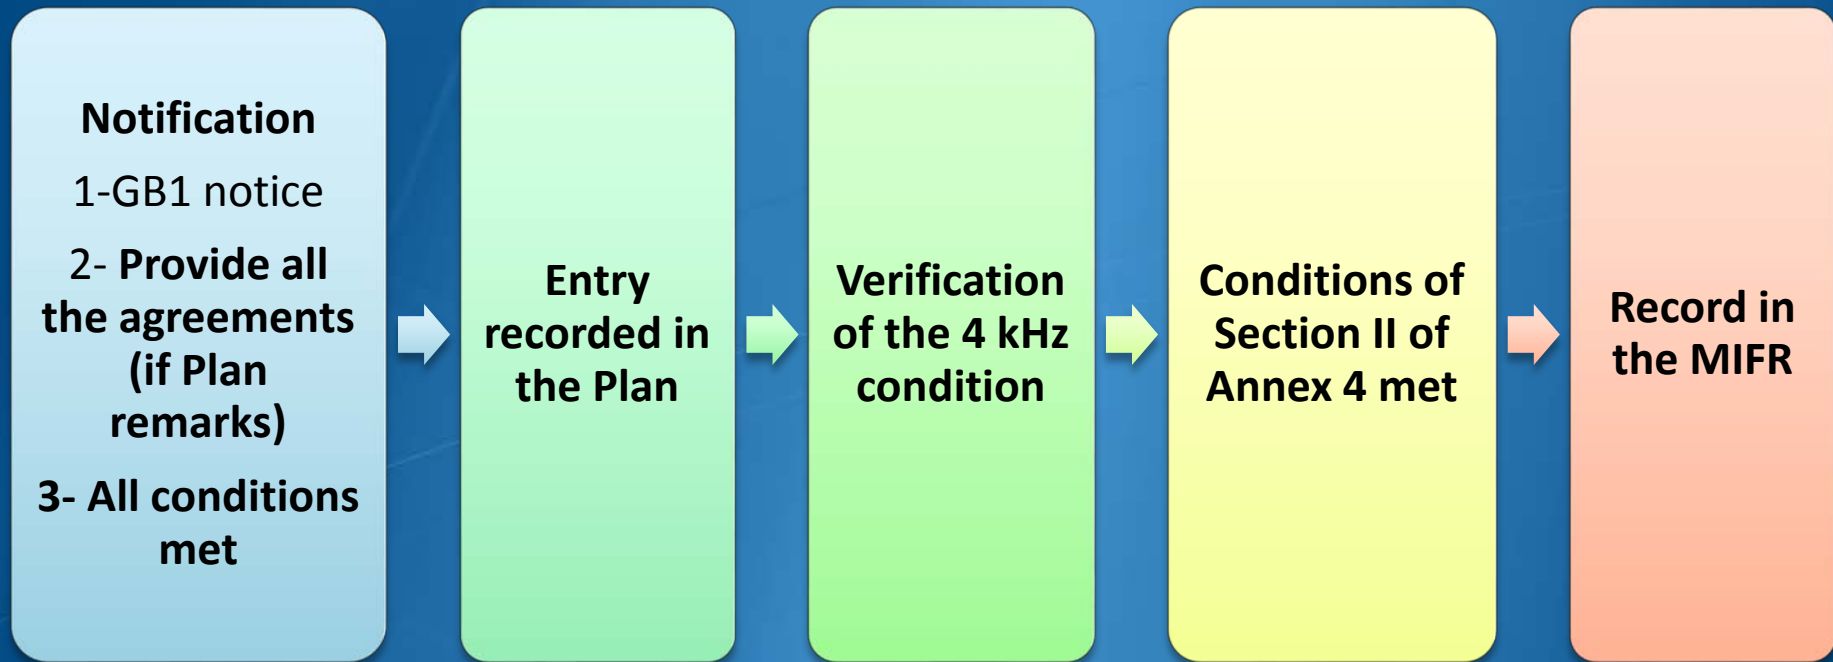 Notification
1-GB1 notice
2- Provide all
the agreements
(if Plan
remarks)
3- All conditions
met
Entry
recorded in
the Plan
Verification
of the 4 kHz
condition
Conditions of
Section II of
Annex 4 met
Record in
the MIFR